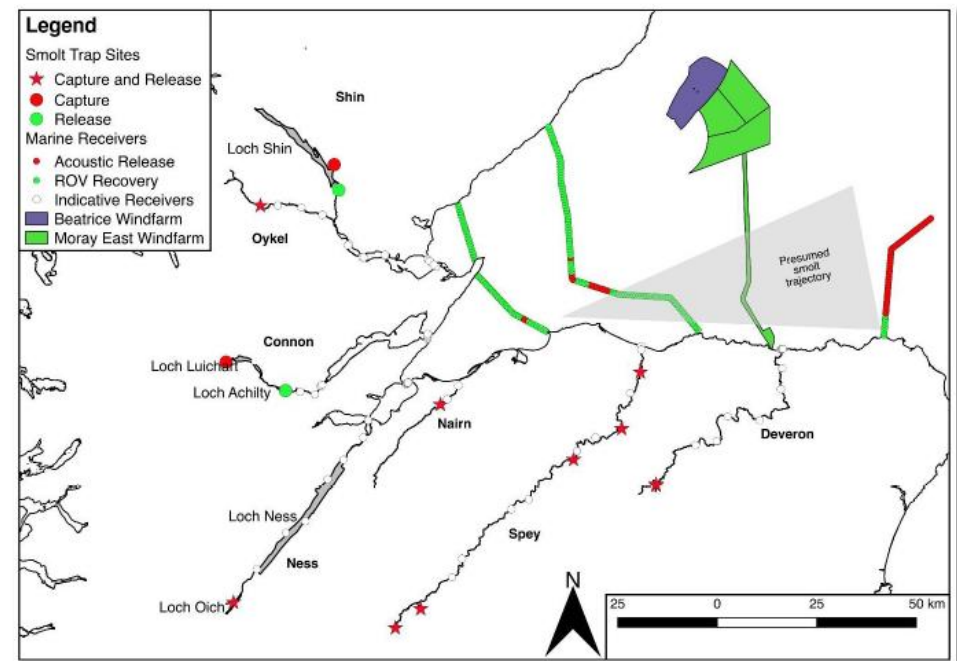 Legend
Smolt Trap Sites
Capture and Release
Capture
Release
Marine Receivers
Acoustic Release
ROV Recovery
Indicative Receivers
Beatrice Windfarm
Moray East Windfarm
Shin
Loch Shin
Oykel
Presumed
smolt
trajectory
Connon
Loch Luichart
Loch Achilty
Nairn
Deveron
Loch Ness
Spey
Ness
Loch Oich
N
25 0 25 50 km